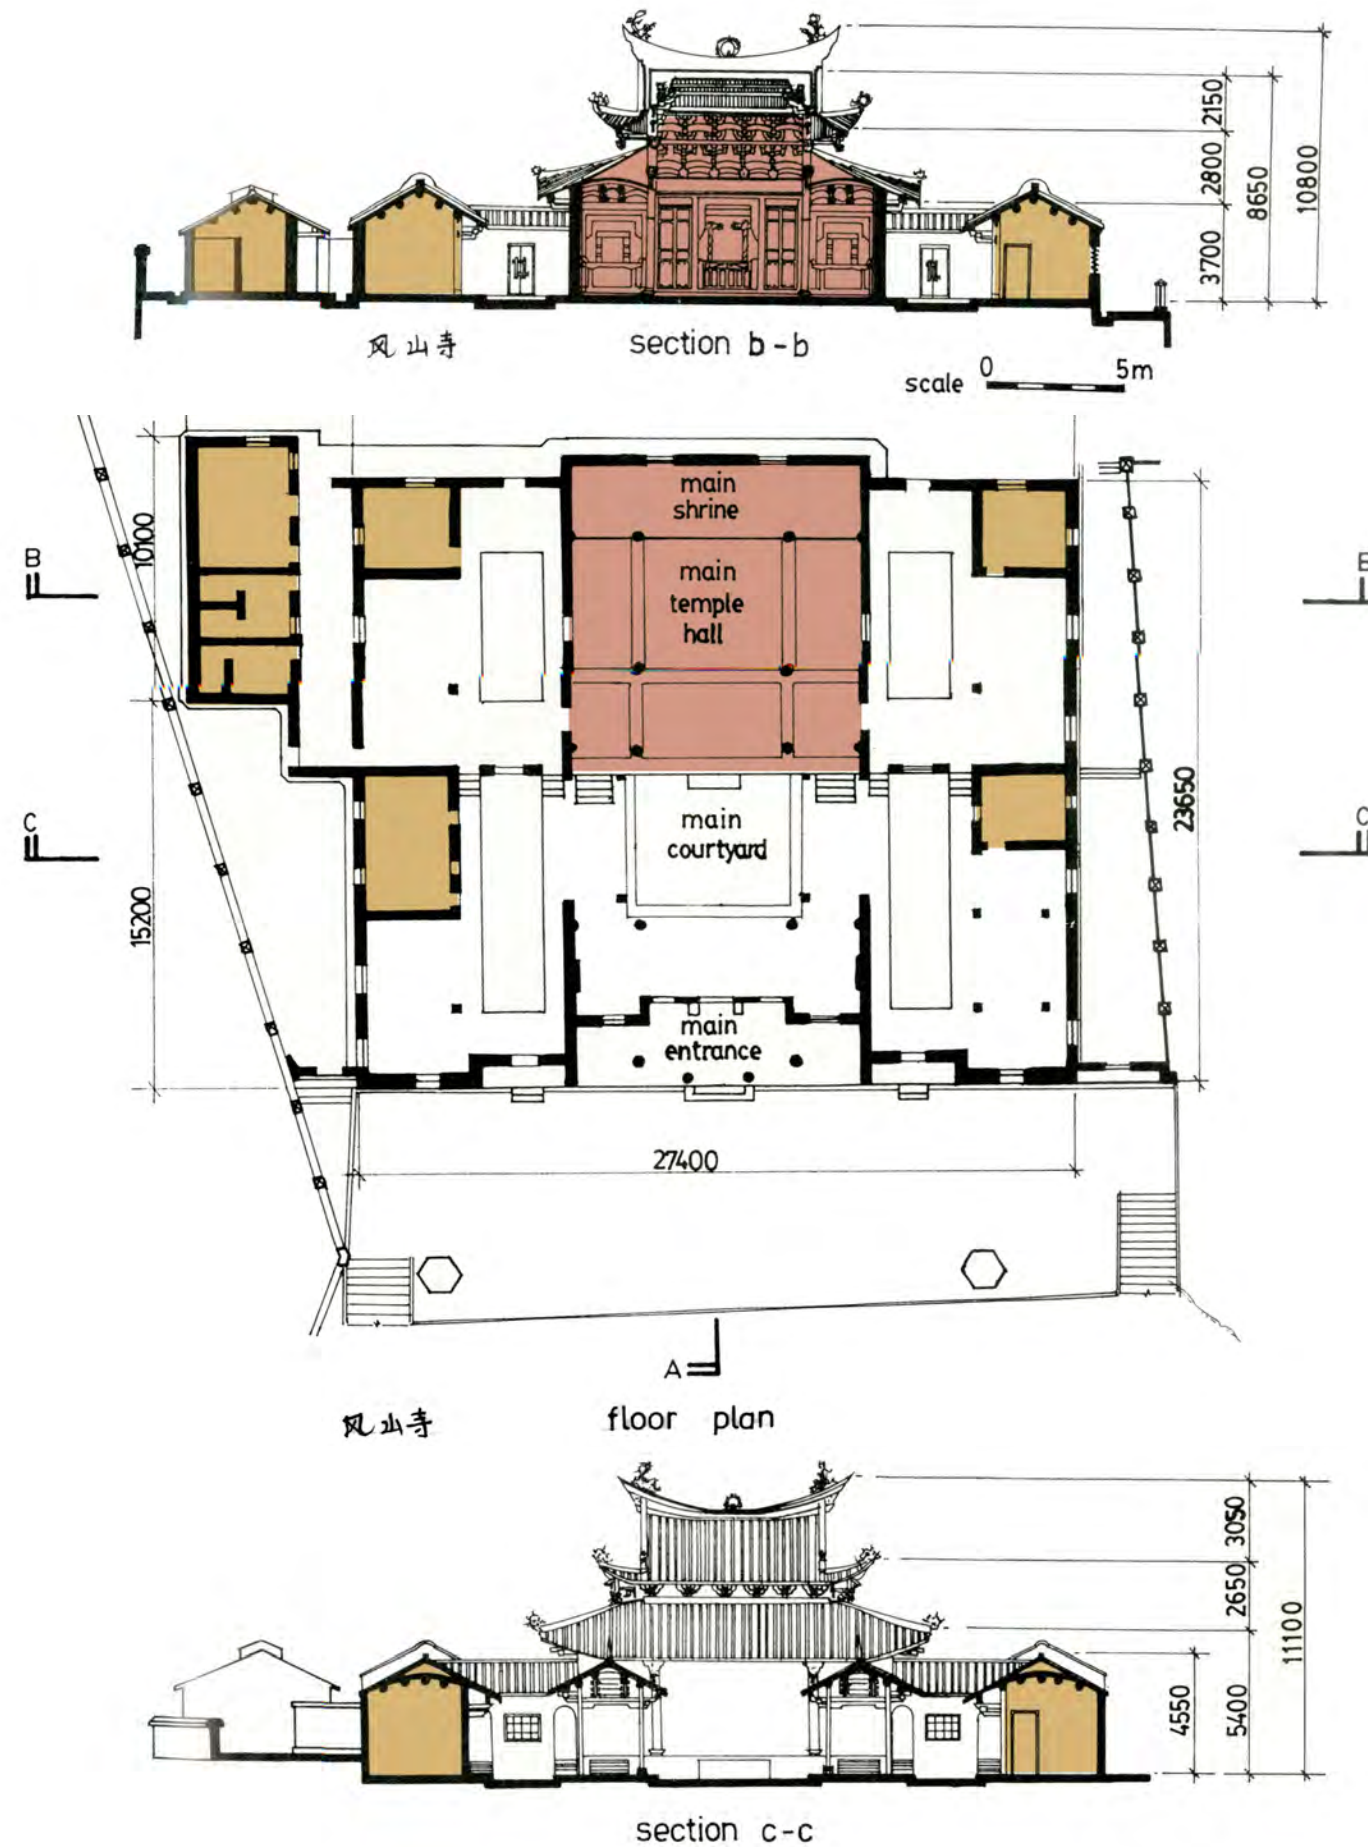 2150
2800
3700
8650
10800
风山寺
section b-b
scale 0 5m
main
shrine
main
temple
hall
main
courtyard
main
entrance
10100
15200
23650
27400
B
B
C
C
A
风山寺
floor plan
3050
2650
5400
4550
11100
section c-c